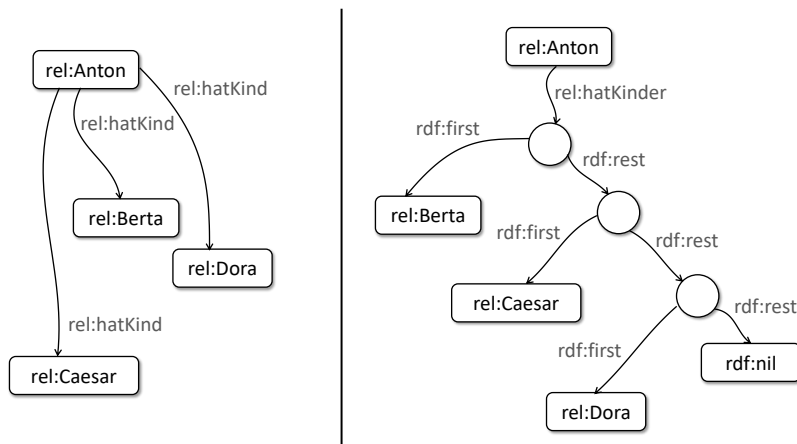 rel:Anton
rel:hatKind
rel:hatKind
rel:Berta
rel:Dora
rel:hatKind
rel:Caesar
rel:Anton
rel:hatKinder
rdf:first
rdf:rest
rel:Berta
rdf:first
rdf:rest
rel:Caesar
rdf:rest
rdf:first
rdf:nil
rel:Dora